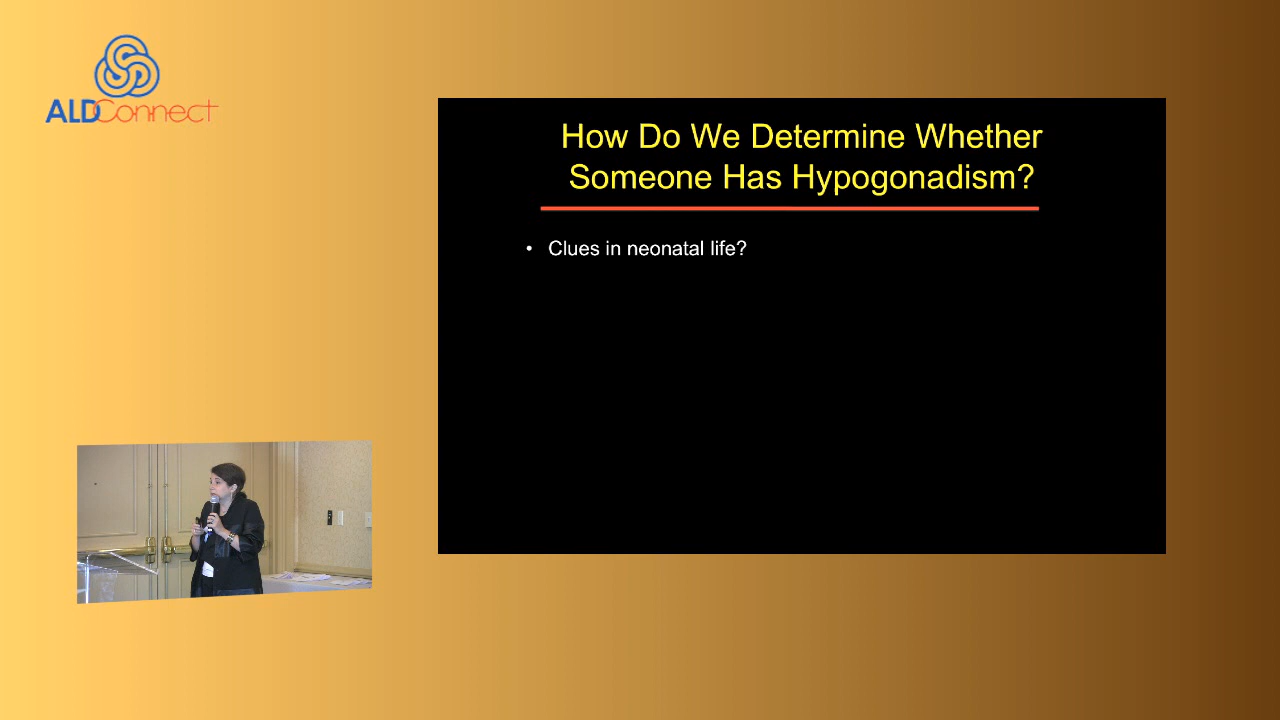 ALDConnect
How Do We Determine Whether
Someone Has Hypogonadism?
• Clues in neonatal life?